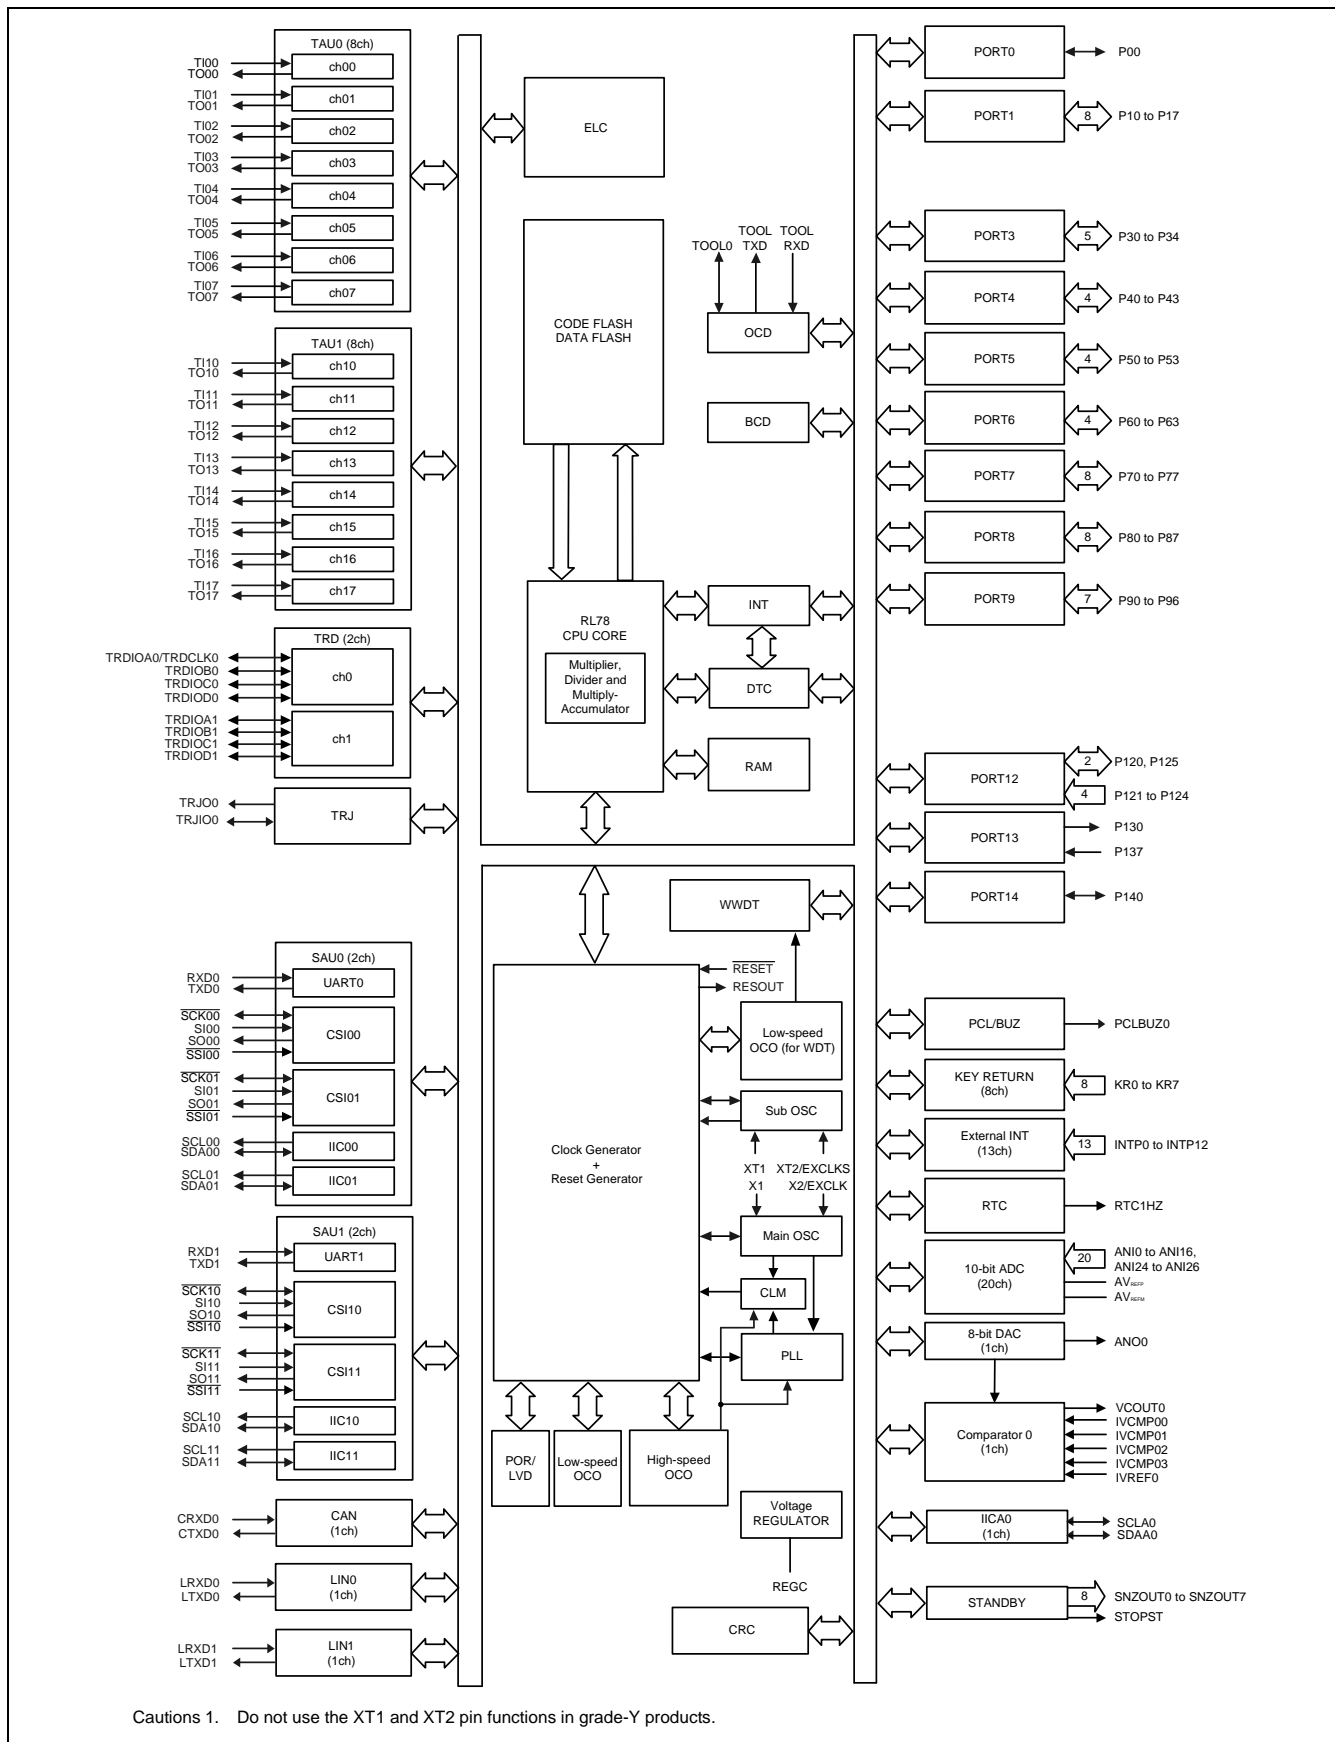 TAU0 (8ch)
TI00
TO00
ch00
TI01
TO01
ch01
TI02
TO02
ch02
TI03
TO03
ch03
TI04
TO04
ch04
TI05
TO05
ch05
TI06
TO06
ch06
TI07
TO07
ch07
TAU1 (8ch)
TI10
TO10
ch10
TI11
TO11
ch11
TI12
TO12
ch12
TI13
TO13
ch13
TI14
TO14
ch14
TI15
TO15
ch15
TI16
TO16
ch16
TI17
TO17
ch17
TRD (2ch)
TRDIOA0/TRDCLK0
TRDIOB0
TRDIOC0
TRDIOD0
ch0
TRDIOA1
TRDIOB1
TRDIOC1
TRDIOD1
ch1
TRJO0
TRJIO0
TRJ
SAU0 (2ch)
RXD0
TXD0
UART0
SCK00
SI00
SO00
SSI00
CSI00
SCK01
SI01
SO01
SSI01
CSI01
SCL00
SDA00
IIC00
SCL01
SDA01
IIC01
SAU1 (2ch)
RXD1
TXD1
UART1
SCK10
SI10
SO10
SSI10
CSI10
SCK11
SI11
SO11
SSI11
CSI11
SCL10
SDA10
IIC10
SCL11
SDA11
IIC11
CRXD0
CTXD0
CAN
(1ch)
LRXD0
LTXD0
LIN0
(1ch)
LRXD1
LTXD1
LIN1
(1ch)
ELC
CODE FLASH
DATA FLASH
TOOL0
TOOL
TXD
TOOL
RXD
OCD
BCD
RL78
CPU CORE
Multiplier,
Divider and
Multiply-
Accumulator
INT
DTC
RAM
WWDT
RESET
RESOUT
Low-speed
OCO (for WDT)
Clock Generator
+
Reset Generator
Sub OSC
XT1
X1
XT2/EXCLKS
X2/EXCLK
Main OSC
CLM
PLL
POR/
LVD
Low-speed
OCO
High-speed
OCO
Voltage
REGULATOR
REGC
CRC
PORT0
P00
PORT1
8
P10 to P17
PORT3
5
P30 to P34
PORT4
4
P40 to P43
PORT5
4
P50 to P53
PORT6
4
P60 to P63
PORT7
8
P70 to P77
PORT8
8
P80 to P87
PORT9
7
P90 to P96
PORT12
2
P120, P125
4
P121 to P124
PORT13
P130
P137
PORT14
P140
PCL/BUZ
PCLBUZ0
KEY RETURN
(8ch)
8
KR0 to KR7
External INT
(13ch)
13
INTP0 to INTP12
RTC
RTC1HZ
10-bit ADC
(20ch)
20
ANI0 to ANI16,
ANI24 to ANI26
AVREFP
AVREFM
8-bit DAC
(1ch)
ANO0
Comparator 0
(1ch)
VCOUT0
IVCMP00
IVCMP01
IVCMP02
IVCMP03
IVREF0
IICA0
(1ch)
SCLA0
SDAA0
STANDBY
8
SNZOUT0 to SNZOUT7
STOPST
Cautions 1. Do not use the XT1 and XT2 pin functions in grade-Y products.